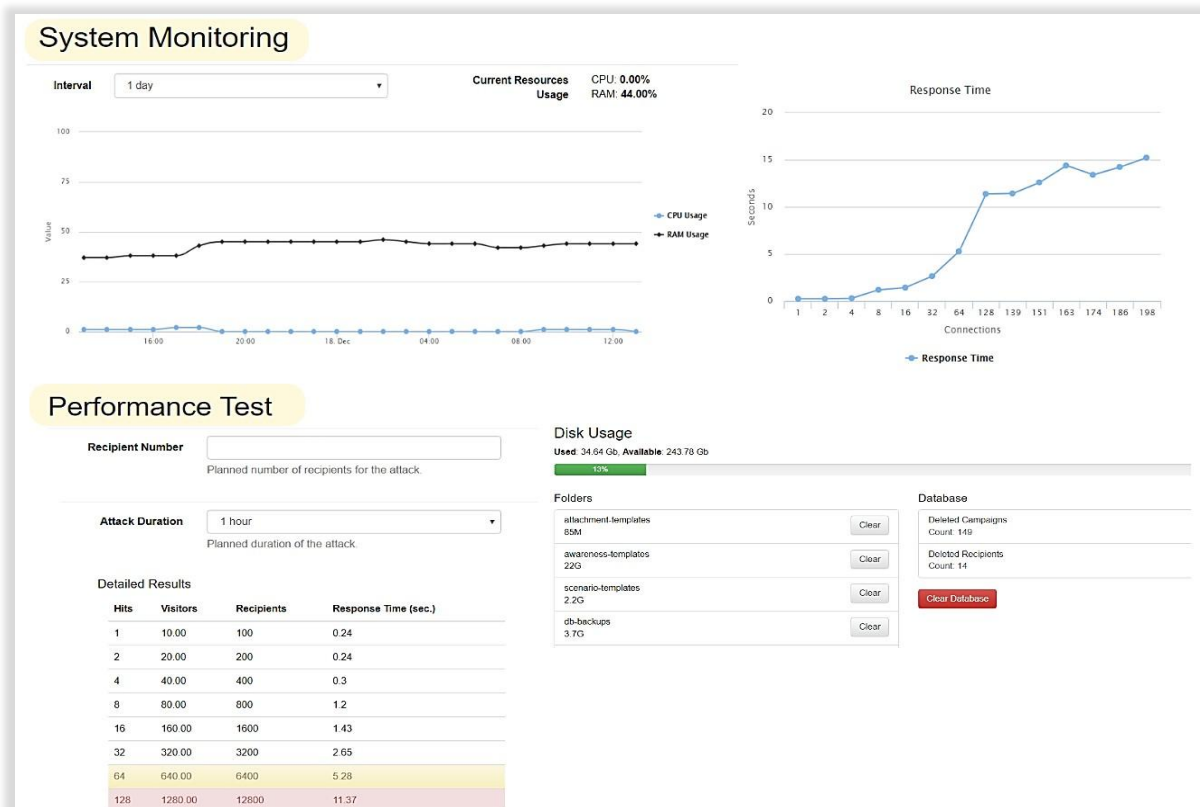 System Monitoring
Interval
1 day
Current Resources Usage
CPU: 0.00%
RAM: 44.00%
100
75
50
25
0
Value
16:00
20:00
18. Dec
04:00
08:00
12:00
CPU Usage
RAM Usage
Response Time
20
15
10
5
0
Seconds
1 2 4 8 16 32 64 128 139 151 163 174 186 198
Connections
Response Time
Performance Test
Recipient Number
Planned number of recipients for the attack.
Attack Duration
1 hour
Planned duration of the attack.
Detailed Results
Hits Visitors Recipients Response Time (sec.)
1 10.00 100 0.24
2 20.00 200 0.24
4 40.00 400 0.3
8 80.00 800 1.2
16 160.00 1600 1.43
32 320.00 3200 2.65
64 640.00 6400 5.28
128 1280.00 12800 11.37
Disk Usage
Used: 34.64 Gb, Available: 243.78 Gb
13%
Folders
attachment-templates
85M
Clear
awareness-templates
22G
Clear
scenario-templates
2.2G
Clear
db-backups
3.7G
Clear
Database
Deleted Campaigns
Count: 149
Deleted Recipients
Count: 14
Clear Database